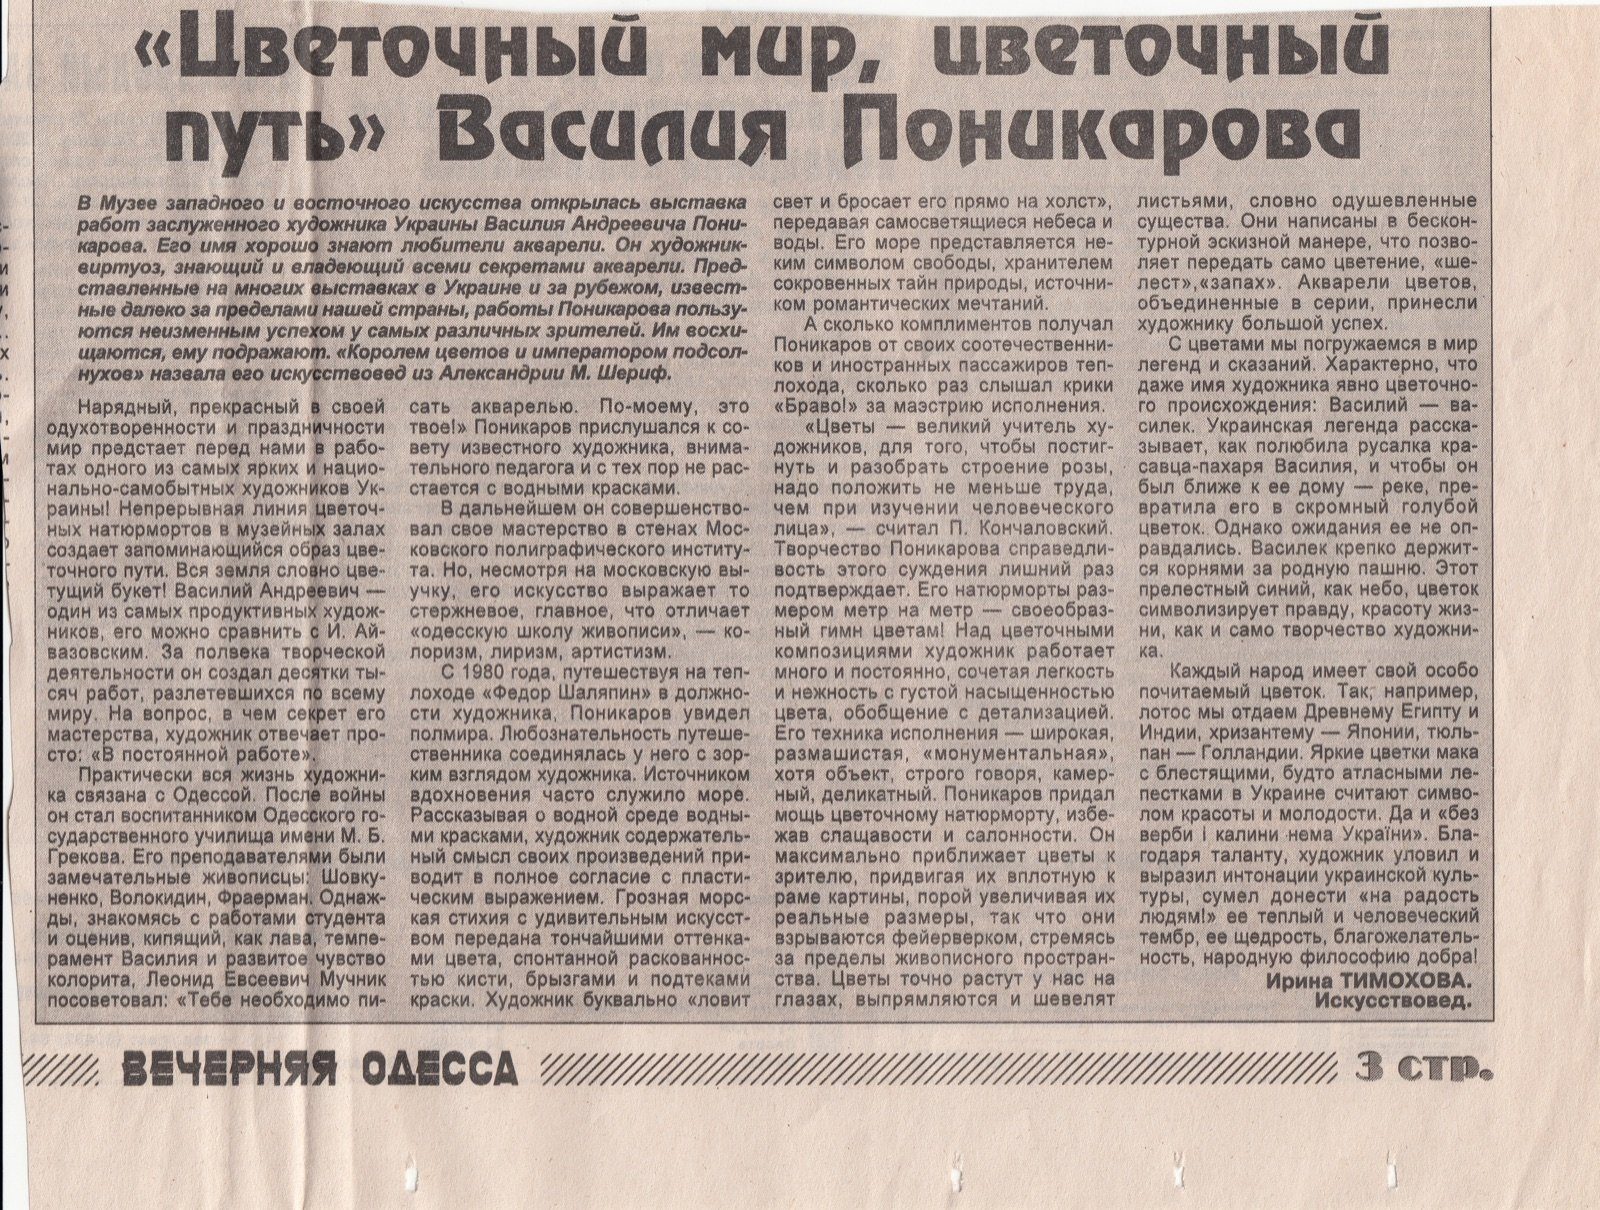 «Цветочный мир, цветочный
путь» Василия Поникарова
В Музее западного и восточного искусства открылась выставка
работ заслуженного художника Украины Василия Андреевича Пони-
карова. Его имя хорошо знают любители акварели. Он художник-
виртуоз, знающий и владеющий всеми секретами акварели. Пред-
ставленные на многих выставках в Украине и за рубежом, извест-
ные далеко за пределами нашей страны, работы Поникарова пользу-
ются неизменным успехом у самых различных зрителей. Им восхи-
щаются, ему подражают. «Королем цветов и императором подсол-
нухов» назвала его искусствовед из Александрии М. Шериф.
Нарядный, прекрасный в своей
одухотворенности и праздничности
мир предстает перед нами в рабо-
тах одного из самых ярких и нацио-
нально-самобытных художников Ук-
раины! Непрерывная линия цветоч-
ных натюрмортов в музейных залах
создает запоминающийся образ цве-
точного пути. Вся земля словно цве-
тущий букет! Василий Андреевич —
один из самых продуктивных худож-
ников, его можно сравнить с И. Ай-
вазовским. За полвека творческой
деятельности он создал десятки ты-
сяч работ, разлетевшихся по всему
миру. На вопрос, в чем секрет его
мастерства, художник отвечает про-
сто: «В постоянной работе».
Практически вся жизнь художни-
ка связана с Одессой. После войны
он стал воспитанником Одесского го-
сударственного училища имени М. Б.
Грекова. Его преподавателями были
замечательные живописцы: Шовку-
ненко, Волокидин, Фраерман. Однаж-
ды, знакомясь с работами студента
и оценив, кипящий, как лава, темпе-
рамент Василия и развитое чувство
колорита, Леонид Евсеевич Мучник
посоветовал: «Тебе необходимо пи-
сать акварелью. По-моему, это
твое!» Поникаров прислушался к со-
вету известного художника, внима-
тельного педагога и с тех пор не рас-
стается с водными красками.
В дальнейшем он совершенство-
вал свое мастерство в стенах Мос-
ковского полиграфического институ-
та. Но, несмотря на московскую вы-
учку, его искусство выражает то
стержневое, главное, что отличает
«одесскую школу живописи», — ко-
лоризм, лиризм, артистизм.
С 1980 года, путешествуя на теп-
лоходе «Федор Шаляпин» в должно-
сти художника, Поникаров увидел
полмира. Любознательность путеше-
ственника соединялась у него с зор-
ким взглядом художника. Источником
вдохновения часто служило море.
Рассказывая о водной среде водны-
ми красками, художник содержатель-
ный смысл своих произведений при-
водит в полное согласие с пласти-
ческим выражением. Грозная морс-
кая стихия с удивительным искусст-
вом передана тончайшими оттенка-
ми цвета, спонтанной раскованнос-
тью кисти, брызгами и подтеками
краски. Художник буквально «ловит
свет и бросает его прямо на холст»,
передавая самосветящиеся небеса и
воды. Его море представляется не-
ким символом свободы, хранителем
сокровенных тайн природы, источни-
ком романтических мечтаний.
А сколько комплиментов получал
Поникаров от своих соотечественни-
ков и иностранных пассажиров теп-
лохода, сколько раз слышал крики
«Браво!» за маэстрию исполнения.
«Цветы — великий учитель ху-
дожников, для того, чтобы постиг-
нуть и разобрать строение розы,
надо положить не меньше труда,
чем при изучении человеческого
лица», — считал П. Кончаловский.
Творчество Поникарова справедли-
вость этого суждения лишний раз
подтверждает. Его натюрморты раз-
мером метр на метр — своеобраз-
ный гимн цветам! Над цветочными
композициями художник работает
много и постоянно, сочетая легкость
и нежность с густой насыщенностью
цвета, обобщение с детализацией.
Его техника исполнения — широкая,
размашистая, «монументальная»,
хотя объект, строго говоря, камер-
ный, деликатный. Поникаров придал
мощь цветочному натюрморту, избе-
жав слащавости и салонности. Он
максимально приближает цветы к
зрителю, придвигая их вплотную к
раме картины, порой увеличивая их
реальные размеры, так что они
взрываются фейерверком, стремясь
за пределы живописного простран-
ства. Цветы точно растут у нас на
глазах, выпрямляются и шевелят
листьями, словно одушевленные
существа. Они написаны в бескон-
турной эскизной манере, что позво-
ляет передать само цветение, «ше-
лест»,«запах». Акварели цветов,
объединенные в серии, принесли
художнику большой успех.
С цветами мы погружаемся в мир
легенд и сказаний. Характерно, что
даже имя художника явно цветочно-
го происхождения: Василий — ва-
силек. Украинская легенда расска-
зывает, как полюбила русалка кра-
савца-пахаря Василия, и чтобы он
был ближе к ее дому — реке, пре-
вратила его в скромный голубой
цветок. Однако ожидания ее не оп-
равдались. Василек крепко держит-
ся корнями за родную пашню. Этот
прелестный синий, как небо, цветок
символизирует правду, красоту жиз-
ни, как и само творчество художни-
ка.
Каждый народ имеет свой особо
почитаемый цветок. Так, например,
лотос мы отдаем Древнему Египту и
Индии, хризантему — Японии, тюль-
пан — Голландии. Яркие цветки мака
с блестящими, будто атласными ле-
пестками в Украине считают симво-
лом красоты и молодости. Да и «без
верби і калини нема України». Бла-
годаря таланту, художник уловил и
выразил интонации украинской куль-
туры, сумел донести «на радость
людям!» ее теплый и человеческий
тембр, ее щедрость, благожелатель-
ность, народную философию добра!
Ирина ТИМОХОВА.
Искусствовед.
ВЕЧЕРНЯЯ ОДЕССА
3 стр.